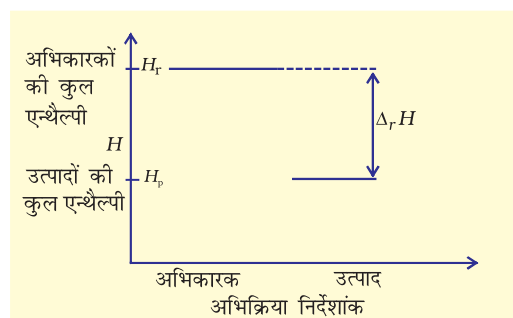 अभिकारकों
की कुल
एन्थैल्पी
H
उत्पादों की
कुल एन्थैल्पी
Hr
Hp
ΔrH
अभिकारक
उत्पाद
अभिक्रिया निर्देशांक